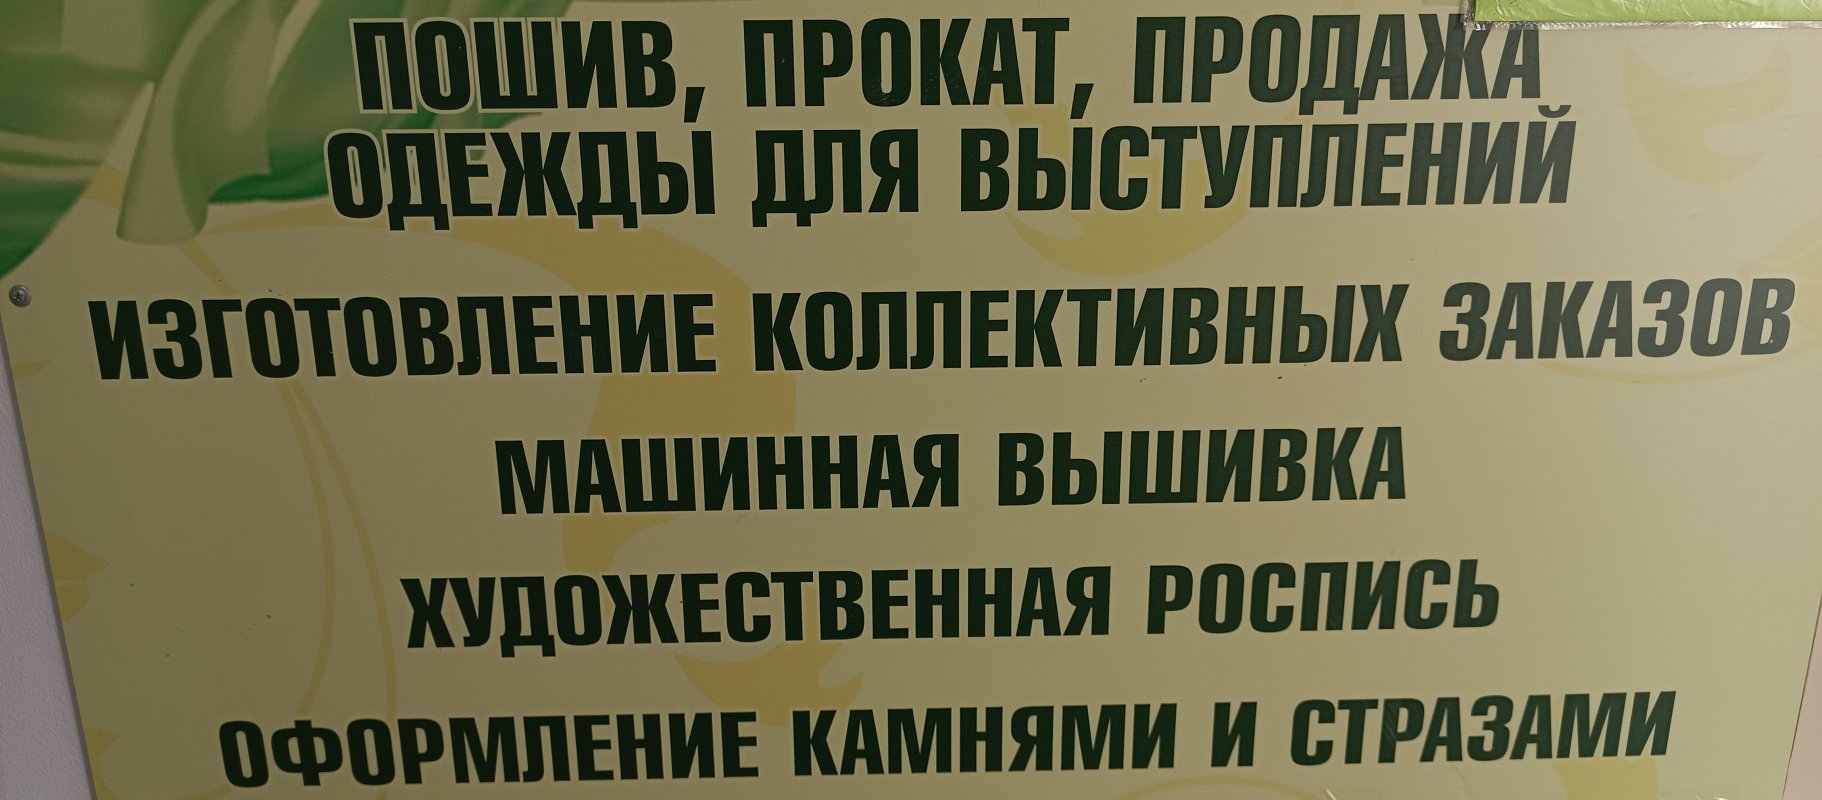 ПОШИВ, ПРОКАТ, ПРОДАЖА
ОДЕЖДЫ ДЛЯ ВЫСТУПЛЕНИЙ
ИЗГОТОВЛЕНИЕ КОЛЛЕКТИВНЫХ ЗАКАЗОВ
МАШИННАЯ ВЫШИВКА
ХУДОЖЕСТВЕННАЯ РОСПИСЬ
ОФОРМЛЕНИЕ КАМНЯМИ И СТРАЗАМИ